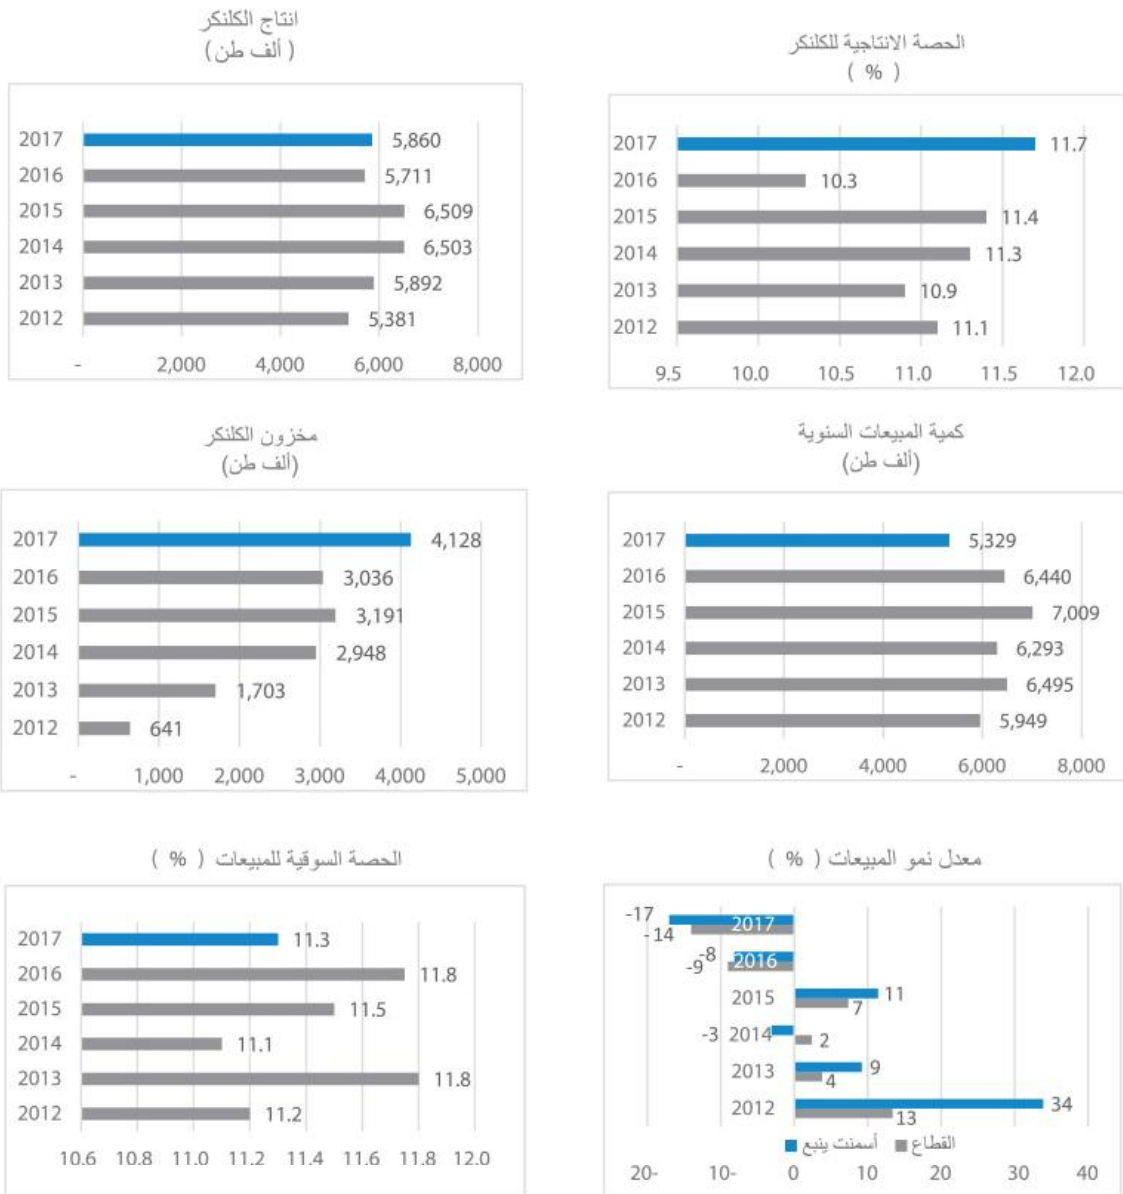 انتاج الكلنكر
( ألف طن)
2017 5,860
2016 5,711
2015 6,509
2014 6,503
2013 5,892
2012 5,381
- 2,000 4,000 6,000 8,000
الحصة الانتاجية للكلنكر
( % )
2017 11.7
2016 10.3
2015 11.4
2014 11.3
2013 10.9
2012 11.1
9.5 10.0 10.5 11.0 11.5 12.0
مخزون الكلنكر
(ألف طن)
2017 4,128
2016 3,036
2015 3,191
2014 2,948
2013 1,703
2012 641
- 1,000 2,000 3,000 4,000 5,000
كمية المبيعات السنوية
(ألف طن)
2017 5,329
2016 6,440
2015 7,009
2014 6,293
2013 6,495
2012 5,949
- 2,000 4,000 6,000 8,000
الحصة السوقية للمبيعات ( % )
2017 11.3
2016 11.8
2015 11.5
2014 11.1
2013 11.8
2012 11.2
10.6 10.8 11.0 11.2 11.4 11.6 11.8 12.0
معدل نمو المبيعات ( % )
-17 2017
-14
-8 2016
-9
2015 11
7
-3 2014 2
2013 9
4
2012 34
13
أسمنت ينبع القطاع
20- 10- 0 10 20 30 40